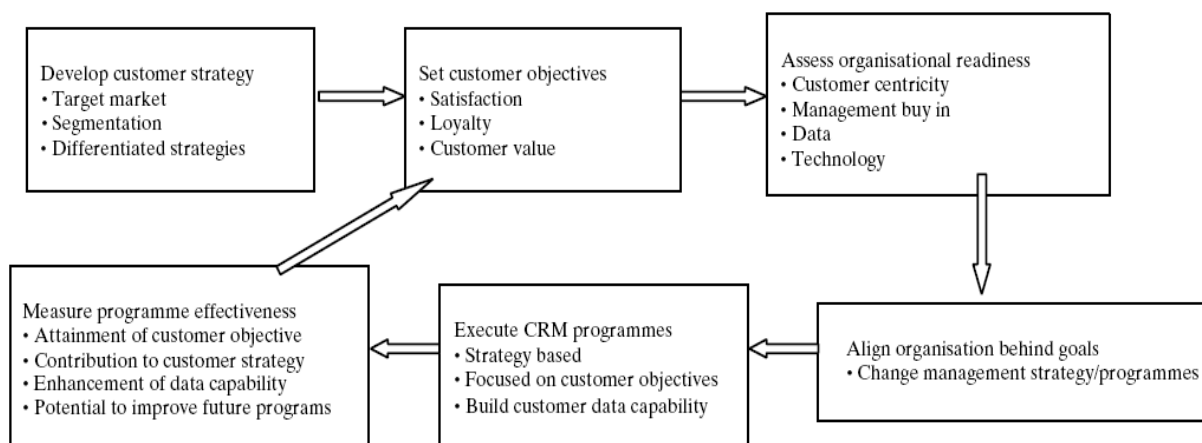 Develop customer strategy
• Target market
• Segmentation
• Differentiated strategies
Set customer objectives
• Satisfaction
• Loyalty
• Customer value
Assess organisational readiness
• Customer centricity
• Management buy in
• Data
• Technology
Align organisation behind goals
• Change management strategy/programmes
Execute CRM programmes
• Strategy based
• Focused on customer objectives
• Build customer data capability
Measure programme effectiveness
• Attainment of customer objective
• Contribution to customer strategy
• Enhancement of data capability
• Potential to improve future programs